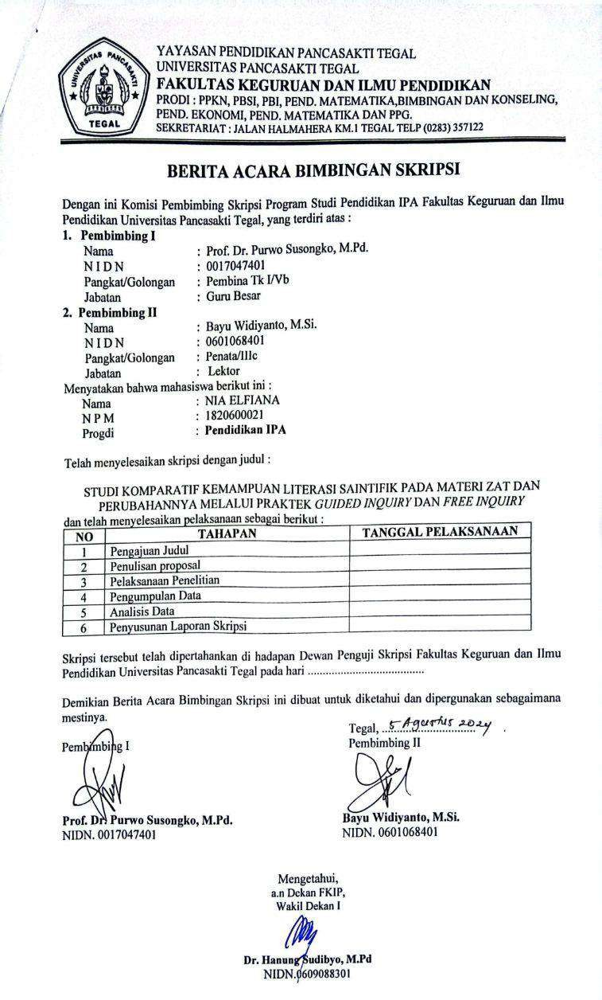 UNIVERSITAS PANCASAKTI
TEGAL
YAYASAN PENDIDIKAN PANCASAKTI TEGAL
UNIVERSITAS PANCASAKTI TEGAL
FAKULTAS KEGURUAN DAN ILMU PENDIDIKAN
PRODI : PPKN, PBSI, PBI, PEND. MATEMATIKA,BIMBINGAN DAN KONSELING,
PEND. EKONOMI, PEND. MATEMATIKA DAN PPG.
SEKRETARIAT : JALAN HALMAHERA KM.1 TEGAL TELP (0283) 357122
BERITA ACARA BIMBINGAN SKRIPSI
Dengan ini Komisi Pembimbing Skripsi Program Studi Pendidikan IPA Fakultas Keguruan dan Ilmu
Pendidikan Universitas Pancasakti Tegal, yang terdiri atas :
1. Pembimbing I
Nama : Prof. Dr. Purwo Susongko, M.Pd.
N I D N : 0017047401
Pangkat/Golongan : Pembina Tk I/Vb
Jabatan : Guru Besar
2. Pembimbing II
Nama : Bayu Widiyanto, M.Si.
N I D N : 0601068401
Pangkat/Golongan : Penata/IIIc
Jabatan : Lektor
Menyatakan bahwa mahasiswa berikut ini :
Nama : NIA ELFIANA
N P M : 1820600021
Progdi : Pendidikan IPA
Telah menyelesaikan skripsi dengan judul :
STUDI KOMPARATIF KEMAMPUAN LITERASI SAINTIFIK PADA MATERI ZAT DAN
PERUBAHANNYA MELALUI PRAKTEK GUIDED INQUIRY DAN FREE INQUIRY
dan telah menyelesaikan pelaksanaan sebagai berikut :
NO TAHAPAN TANGGAL PELAKSANAAN
1 Pengajuan Judul
2 Penulisan proposal
3 Pelaksanaan Penelitian
4 Pengumpulan Data
5 Analisis Data
6 Penyusunan Laporan Skripsi
Skripsi tersebut telah dipertahankan di hadapan Dewan Penguji Skripsi Fakultas Keguruan dan Ilmu
Pendidikan Universitas Pancasakti Tegal pada hari .......................................
Demikian Berita Acara Bimbingan Skripsi ini dibuat untuk diketahui dan dipergunakan sebagaimana
mestinya.
Tegal, 5 Agustus 2024 .
Pembimbing I Pembimbing II
Prof. Dr. Purwo Susongko, M.Pd. Bayu Widiyanto, M.Si.
NIDN. 0017047401 NIDN. 0601068401
Mengetahui,
a.n Dekan FKIP,
Wakil Dekan I
Dr. Hanung Sudibyo, M.Pd
NIDN.0609088301